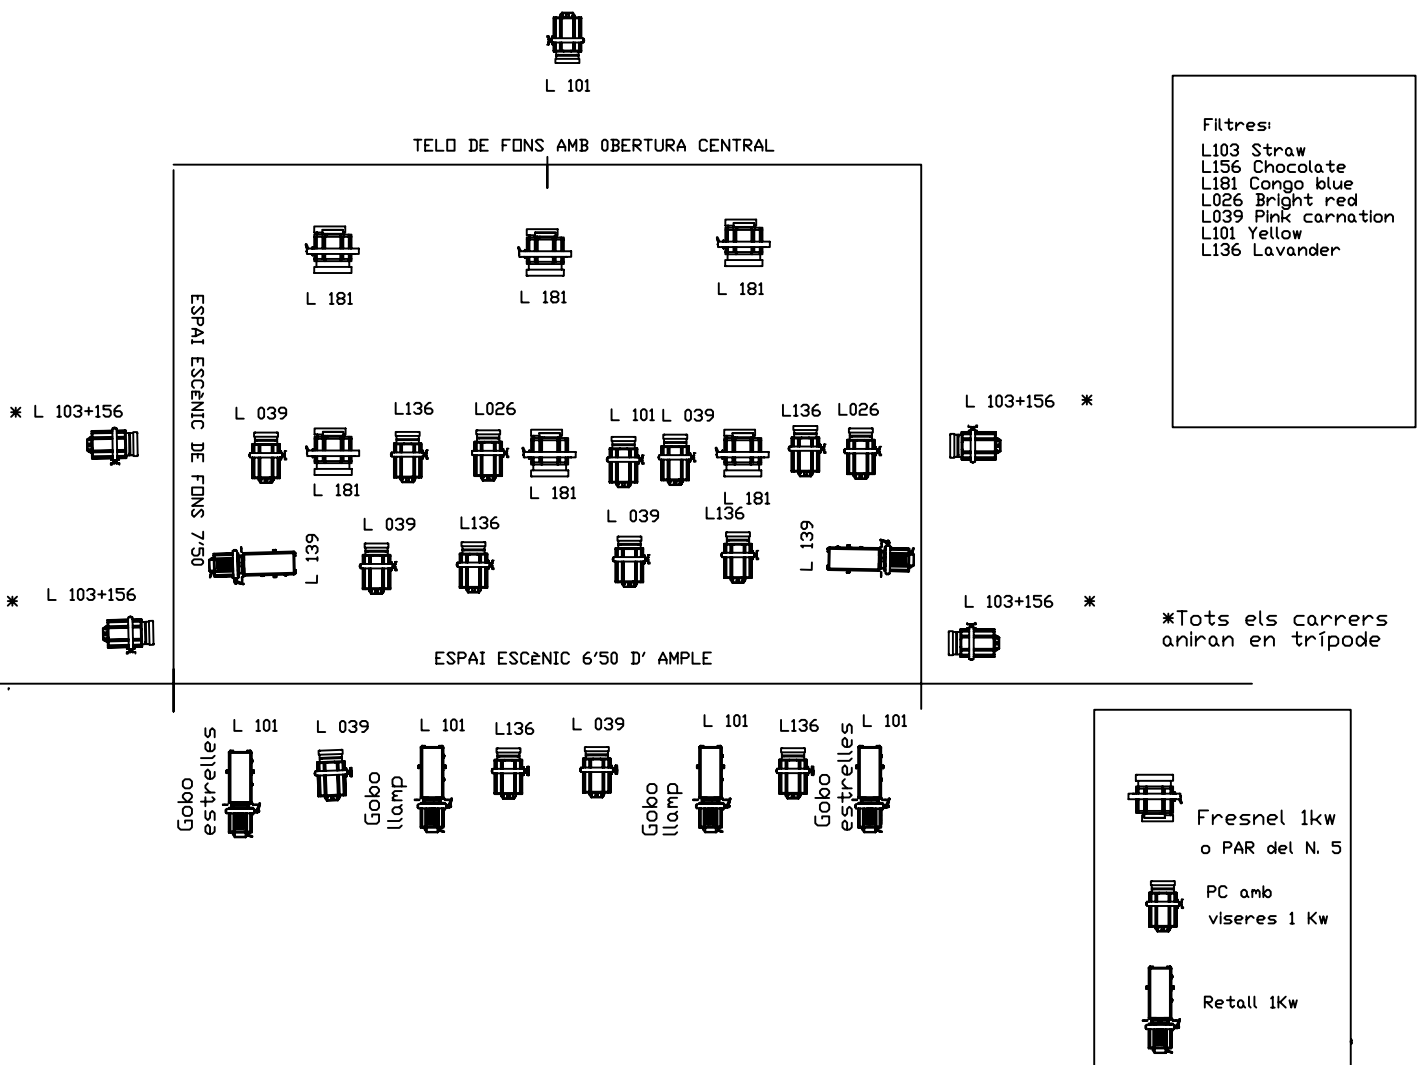 L 101
TELO DE FONS AMB OBERTURA CENTRAL
Filtres:
L103 Straw
L156 Chocolate
L181 Congo blue
L026 Bright red
L039 Pink carnation
L101 Yellow
L136 Lavander
L 181
L 181
L 181
ESPAI ESCÈNIC DE FONS 7'50
* L 103+156
L 039
L136
L026
L 101
L 039
L136
L026
L 103+156 *
L 181
L 181
L 181
L 139
L 039
L136
L 039
L136
L 139
* L 103+156
L 103+156 *
*Tots els carrers
aniran en trípode
ESPAI ESCÈNIC 6'50 D' AMPLE
L 101
L 039
L 101
L136
L 039
L 101
L136
L 101
Gobo
estrelles
Gobo
llamp
Gobo
llamp
Gobo
estrelles
Fresnel 1kw
o PAR del N. 5
PC amb
viseres 1 Kw
Retall 1Kw